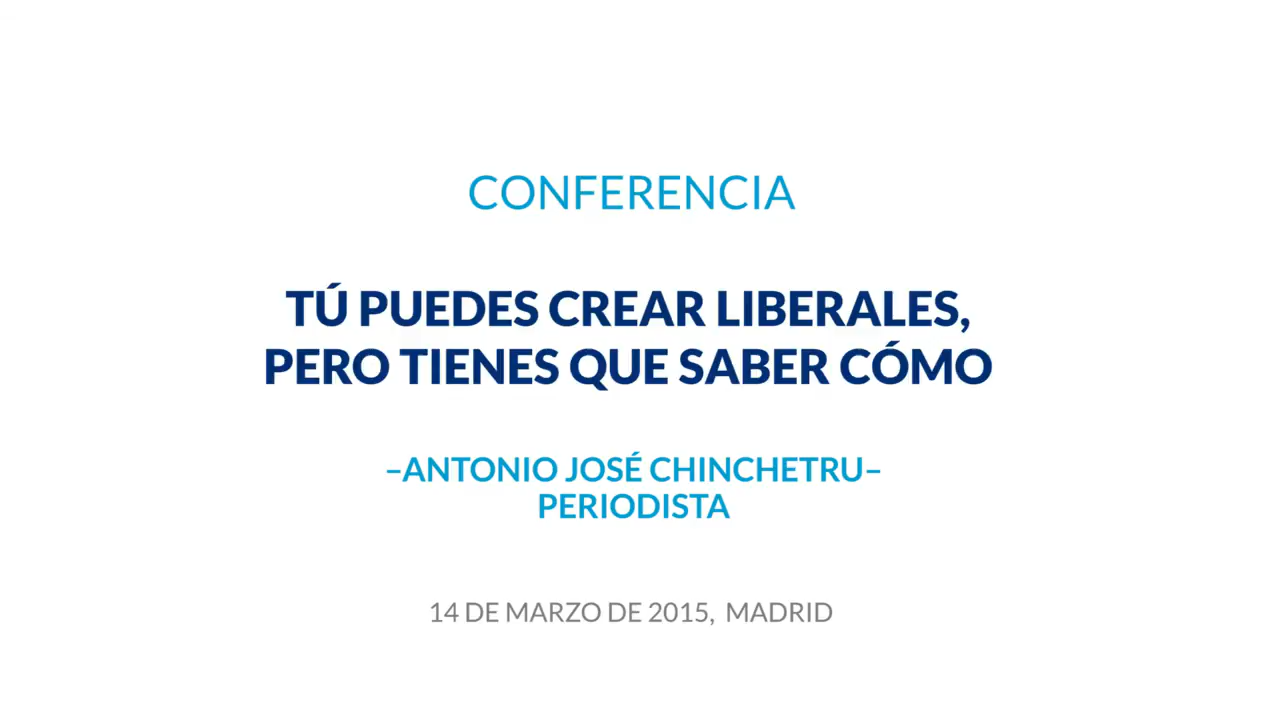 CONFERENCIA
TÚ PUEDES CREAR LIBERALES,
PERO TIENES QUE SABER CÓMO
–ANTONIO JOSÉ CHINCHETRU–
PERIODISTA
14 DE MARZO DE 2015, MADRID